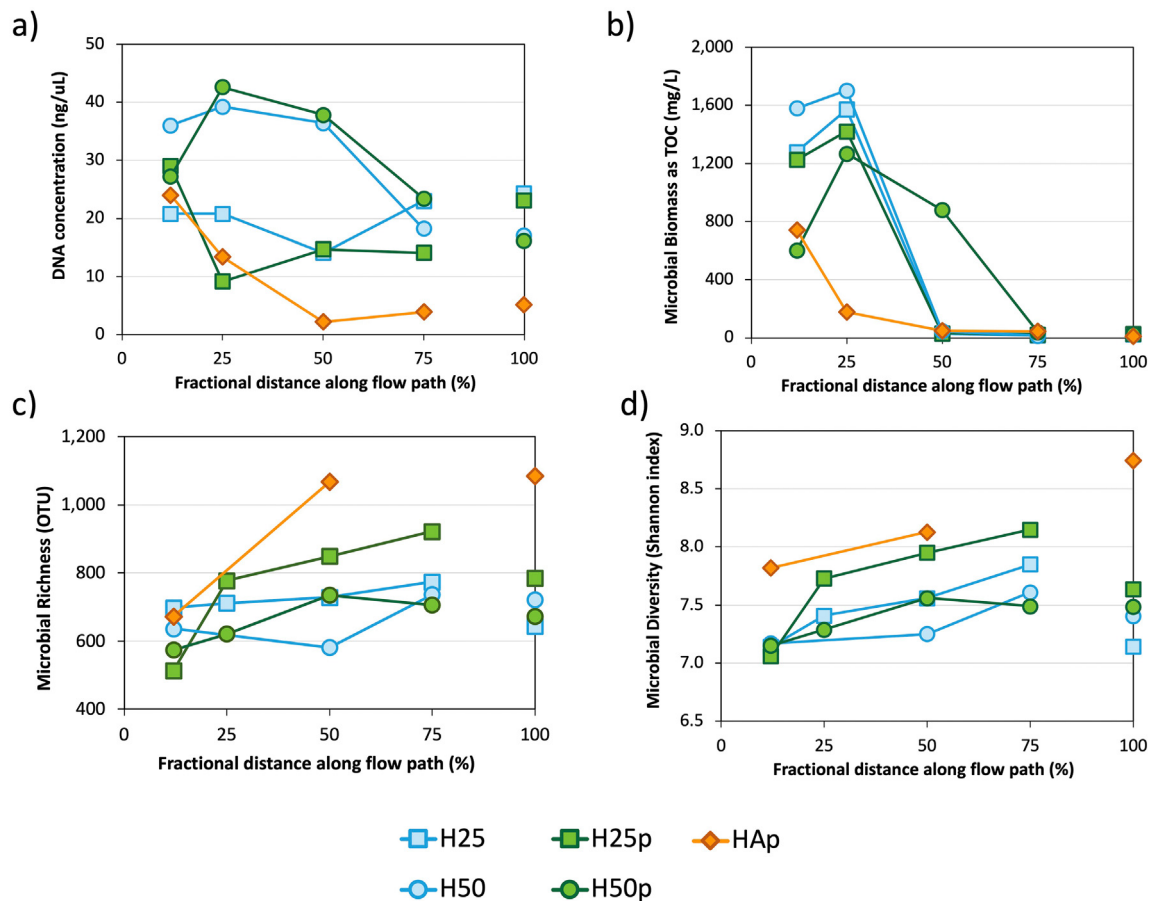 a)
DNA concentration (ng/uL)
50
40
30
20
10
0
0 25 50 75 100
Fractional distance along flow path (%)
b)
Microbial Biomass as TOC (mg/L)
2,000
1,600
1,200
800
400
0
0 25 50 75 100
Fractional distance along flow path (%)
c)
Microbial Richness (OTU)
1,200
1,000
800
600
400
0 25 50 75 100
Fractional distance along flow path (%)
d)
Microbial Diversity (Shannon index)
9.0
8.5
8.0
7.5
7.0
6.5
0 25 50 75 100
Fractional distance along flow path (%)
H25 H25p HAp
H50 H50p